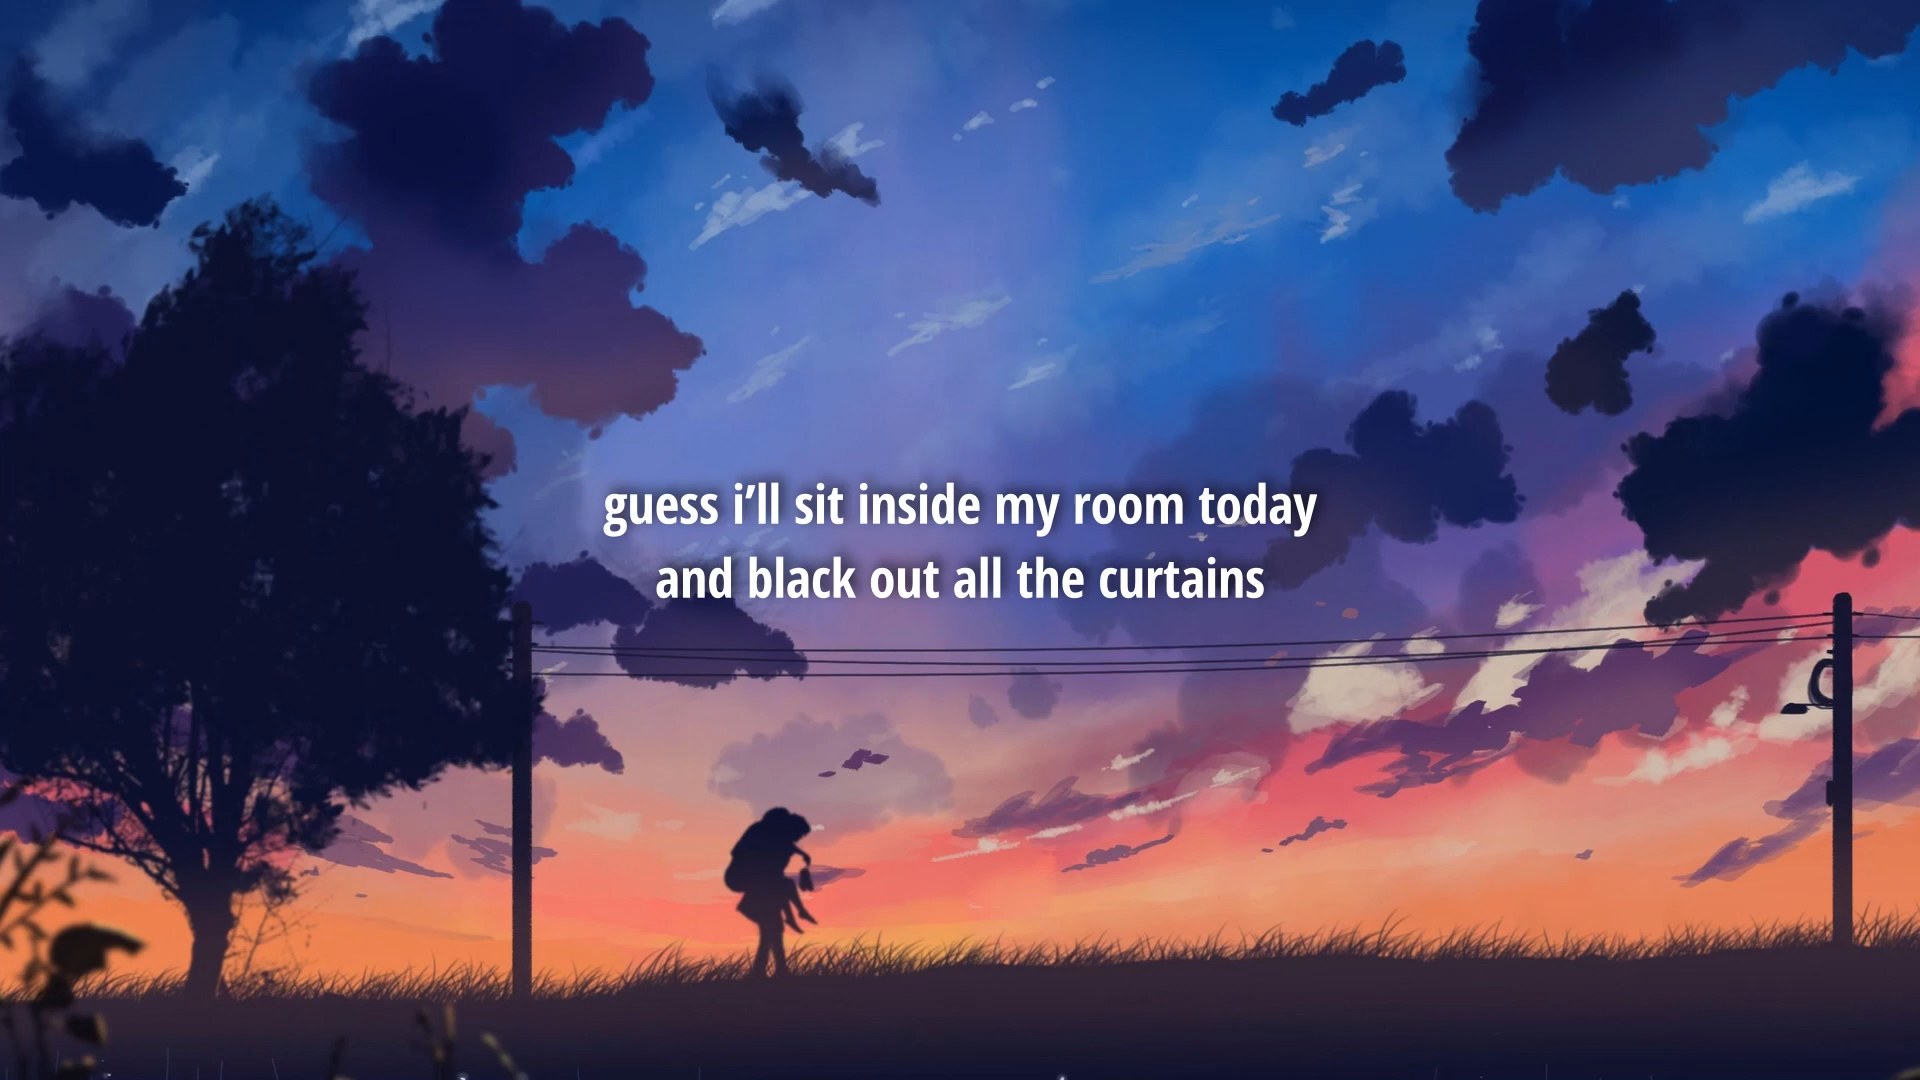 guess i’ll sit inside my room today
and black out all the curtains